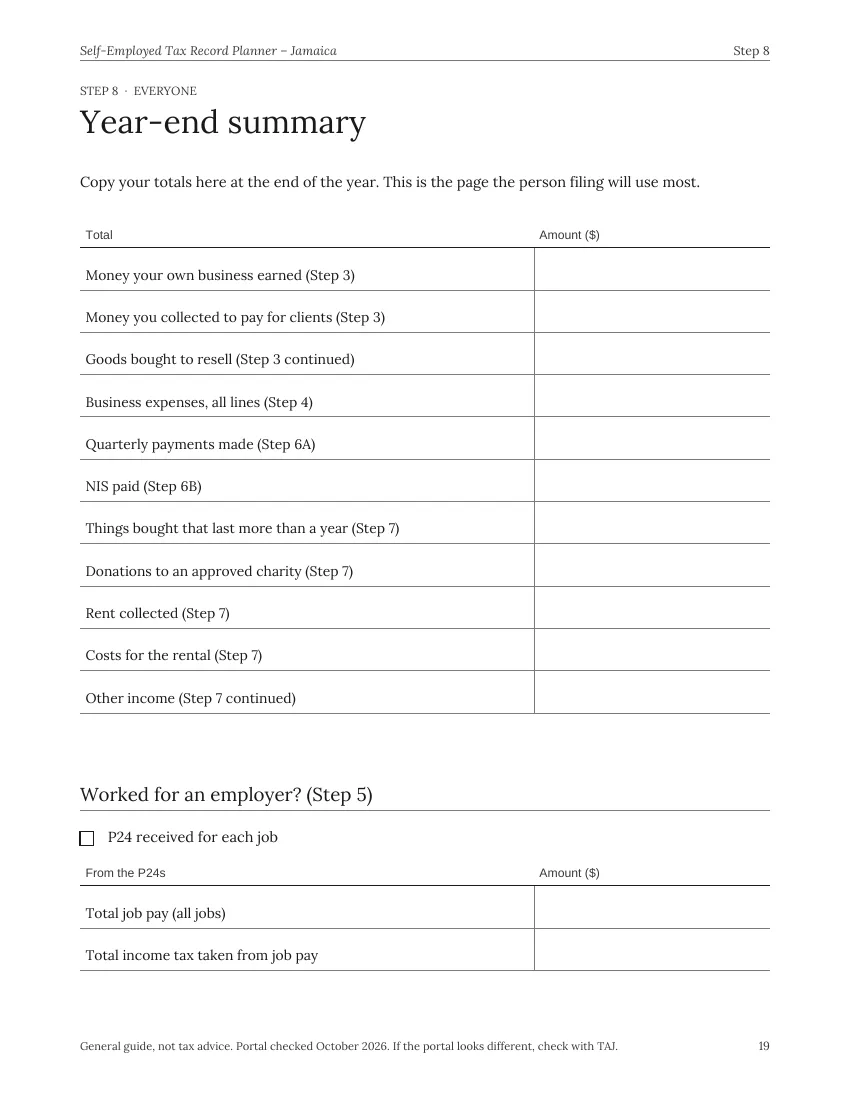 Self-Employed Tax Record Planner – Jamaica
Step 8
STEP 8 · EVERYONE
Year-end summary
Copy your totals here at the end of the year. This is the page the person filing will use most.
Total
Amount ($)
Money your own business earned (Step 3)
Money you collected to pay for clients (Step 3)
Goods bought to resell (Step 3 continued)
Business expenses, all lines (Step 4)
Quarterly payments made (Step 6A)
NIS paid (Step 6B)
Things bought that last more than a year (Step 7)
Donations to an approved charity (Step 7)
Rent collected (Step 7)
Costs for the rental (Step 7)
Other income (Step 7 continued)
Worked for an employer? (Step 5)
P24 received for each job
From the P24s
Amount ($)
Total job pay (all jobs)
Total income tax taken from job pay
General guide, not tax advice. Portal checked October 2026. If the portal looks different, check with TAJ.
19